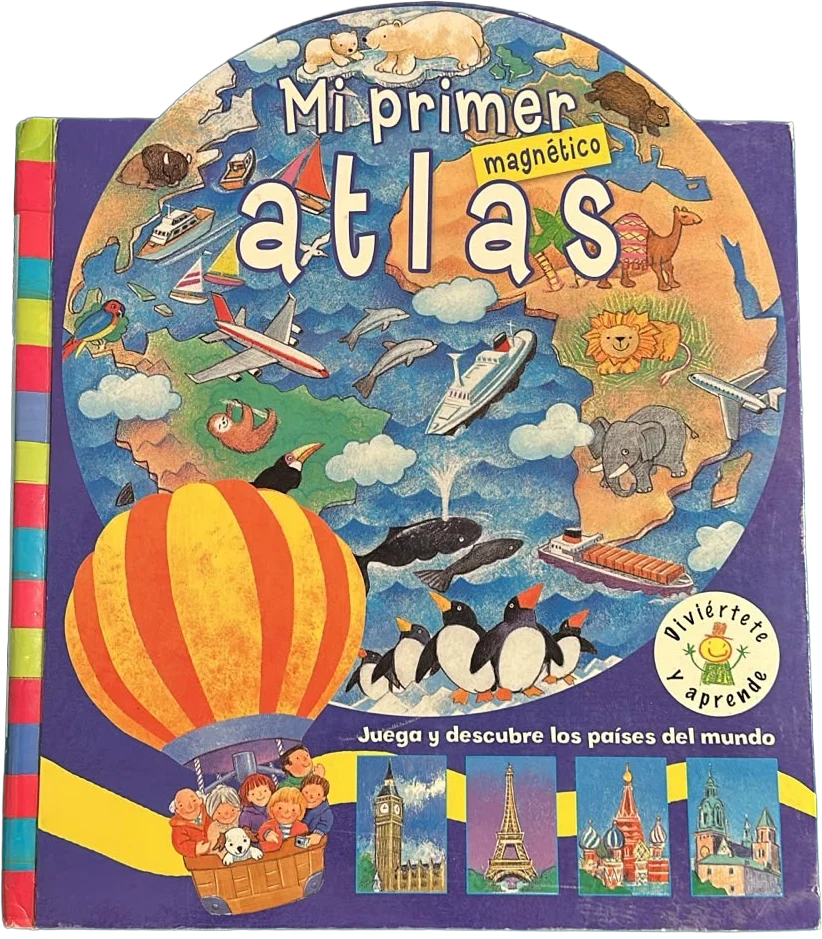 Mi primer
magnético
atlas
Diviértete
y aprende
Juega y descubre los países del mundo